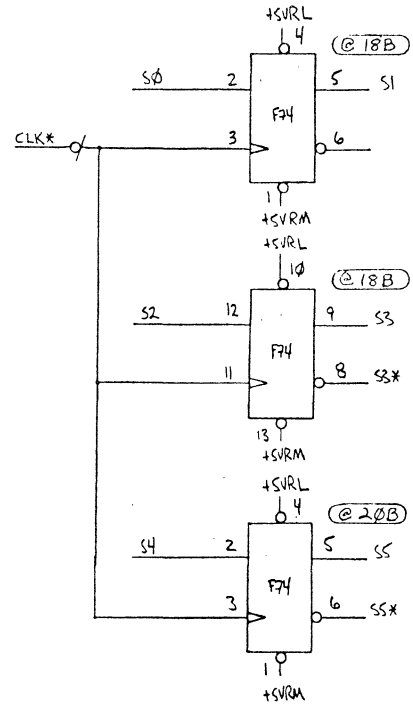 +5VRL
4
@ 18B
SØ 2 5 S1
F74
CLK* 3 6
1
+5VRM
+5VRL
1Ø
@ 18B
S2 12 9 S3
F74
11 8 S3*
13
+5VRM
+5VRL
4
@ 2ØB
S4 2 5 S5
F74
3 6 S5*
1
+5VRM